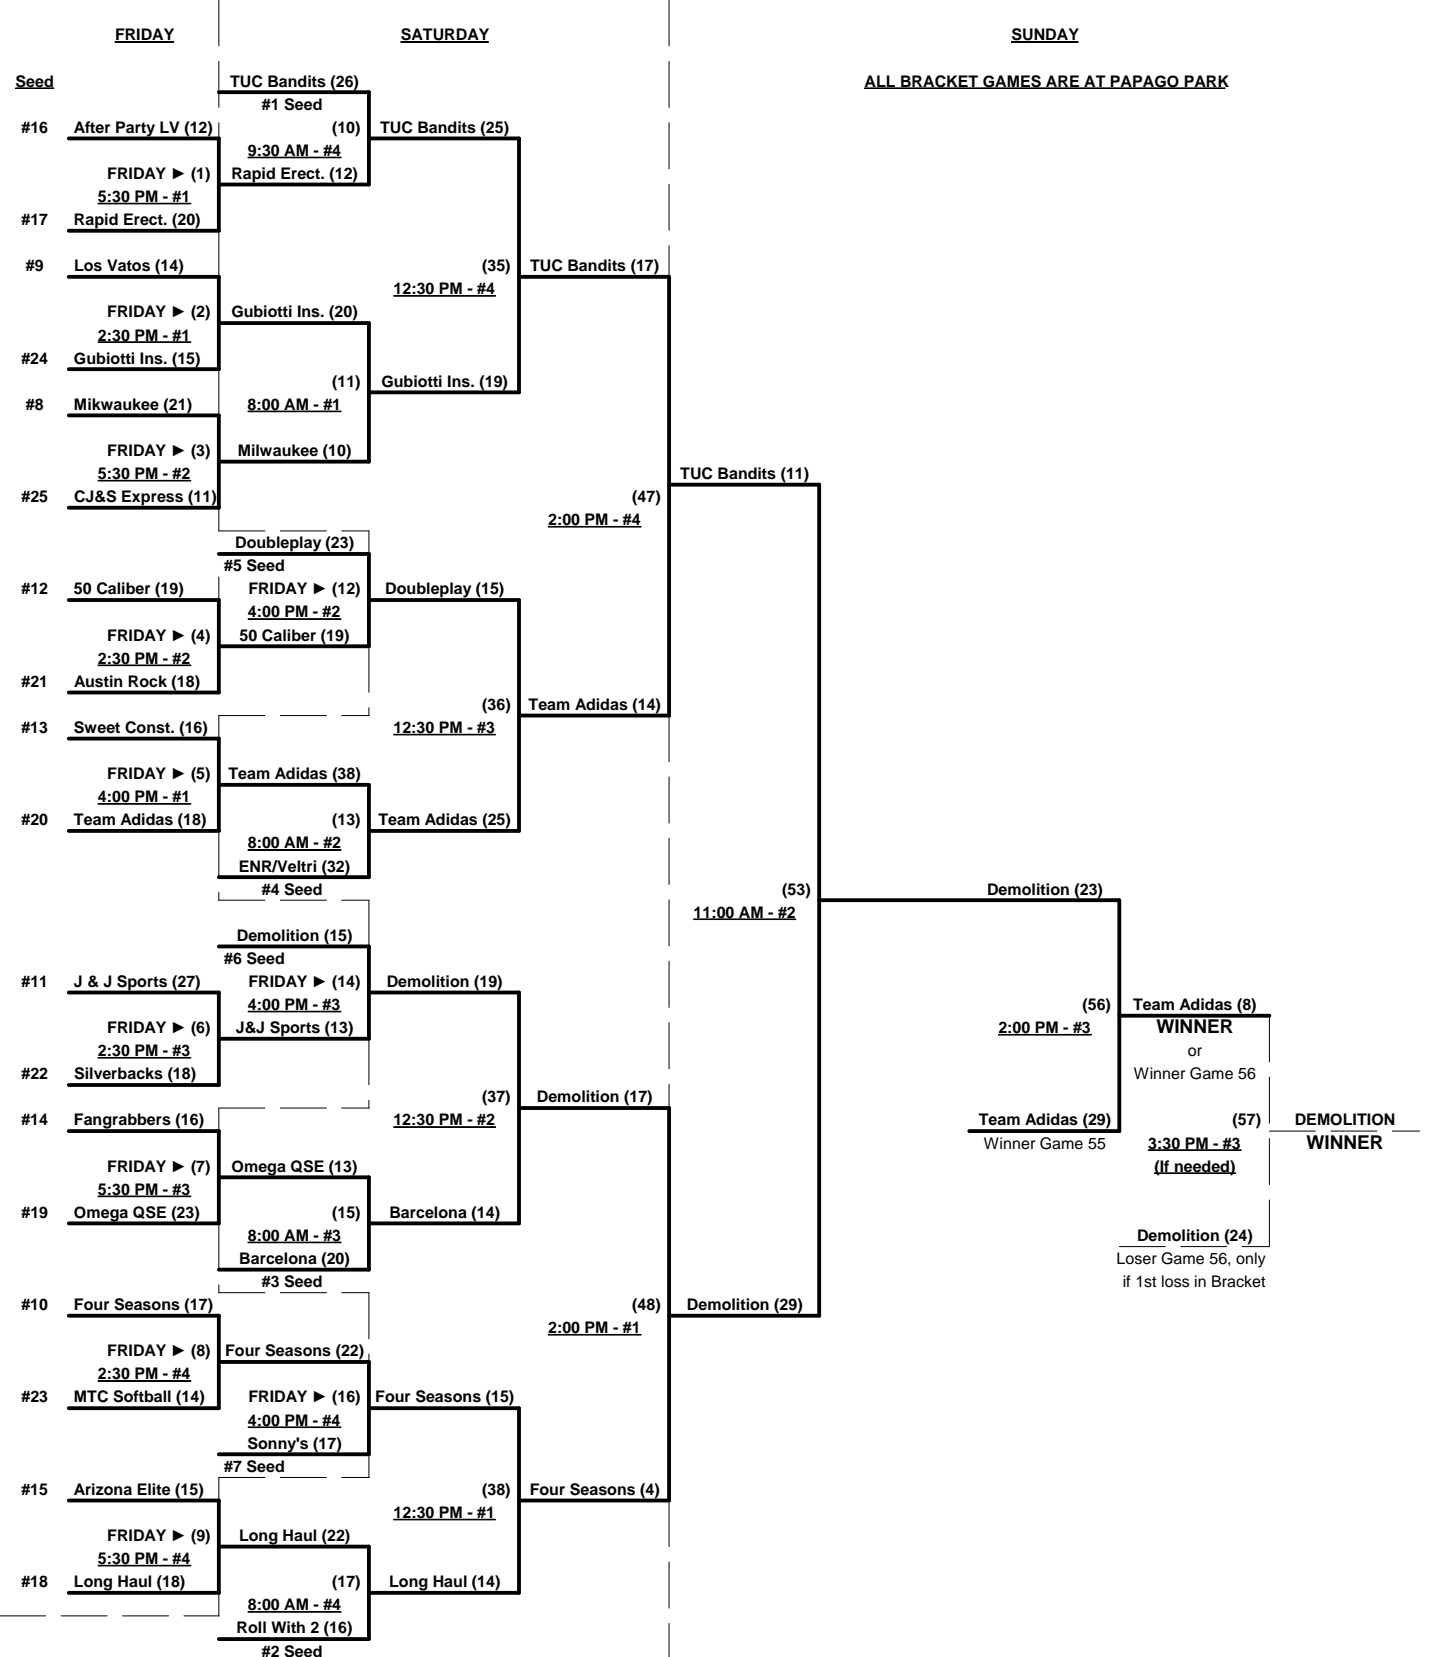 FRIDAY SATURDAY SUNDAY
Seed TUC Bandits (26) ALL BRACKET GAMES ARE AT PAPAGO PARK
#1 Seed
#16 After Party LV (12) (10) TUC Bandits (25)
9:30 AM - #4
FRIDAY ► (1) Rapid Erect. (12)
5:30 PM - #1
#17 Rapid Erect. (20)
#9 Los Vatos (14) (35) TUC Bandits (17)
12:30 PM - #4
FRIDAY ► (2) Gubiotti Ins. (20)
2:30 PM - #1
#24 Gubiotti Ins. (15)
(11) Gubiotti Ins. (19)
#8 Mikwaukee (21) 8:00 AM - #1
FRIDAY ► (3) Milwaukee (10)
5:30 PM - #2 TUC Bandits (11)
#25 CJ&S Express (11) (47)
2:00 PM - #4
Doubleplay (23)
#5 Seed
#12 50 Caliber (19) FRIDAY ► (12) Doubleplay (15)
4:00 PM - #2
FRIDAY ► (4) 50 Caliber (19)
2:30 PM - #2
#21 Austin Rock (18)
(36) Team Adidas (14)
#13 Sweet Const. (16) 12:30 PM - #3
FRIDAY ► (5) Team Adidas (38)
4:00 PM - #1
#20 Team Adidas (18) (13) Team Adidas (25)
8:00 AM - #2
ENR/Veltri (32)
#4 Seed (53) Demolition (23)
11:00 AM - #2
Demolition (15)
#6 Seed
#11 J & J Sports (27) FRIDAY ► (14) Demolition (19)
4:00 PM - #3 (56) Team Adidas (8)
FRIDAY ► (6) J&J Sports (13) 2:00 PM - #3 WINNER
2:30 PM - #3 or
#22 Silverbacks (18) Winner Game 56
(37) Demolition (17)
#14 Fangrabbers (16) 12:30 PM - #2 Team Adidas (29) (57) DEMOLITION
Winner Game 55 3:30 PM - #3 WINNER
FRIDAY ► (7) Omega QSE (13) (If needed)
5:30 PM - #3
#19 Omega QSE (23) (15) Barcelona (14)
8:00 AM - #3 Demolition (24)
Barcelona (20) Loser Game 56, only
#3 Seed if 1st loss in Bracket
#10 Four Seasons (17) (48) Demolition (29)
2:00 PM - #1
FRIDAY ► (8) Four Seasons (22)
2:30 PM - #4
#23 MTC Softball (14) FRIDAY ► (16) Four Seasons (15)
4:00 PM - #4
Sonny's (17)
#7 Seed
#15 Arizona Elite (15) (38) Four Seasons (4)
12:30 PM - #1
FRIDAY ► (9) Long Haul (22)
5:30 PM - #4
#18 Long Haul (18) (17) Long Haul (14)
8:00 AM - #4
Roll With 2 (16)
#2 Seed